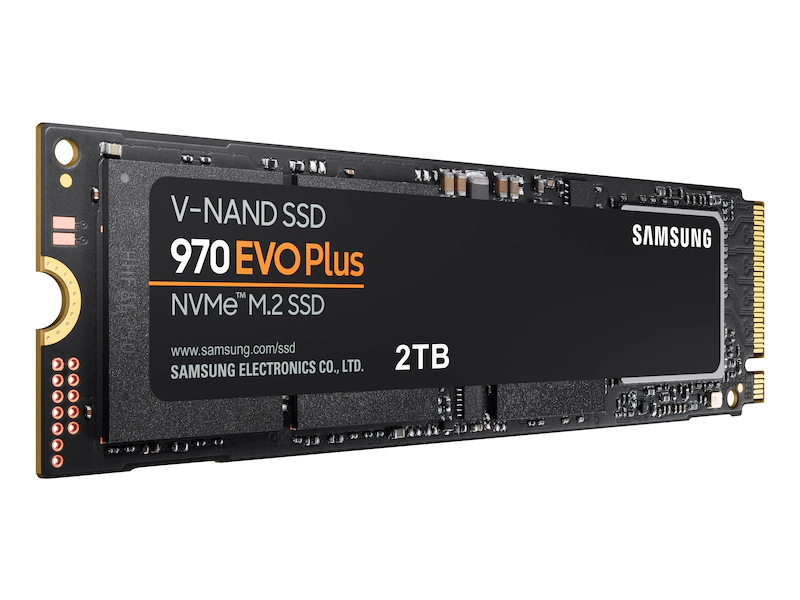 V-NAND SSD
970 EVO Plus
NVMe™ M.2 SSD
www.samsung.com/ssd
SAMSUNG ELECTRONICS CO., LTD.
2TB
SAMSUNG